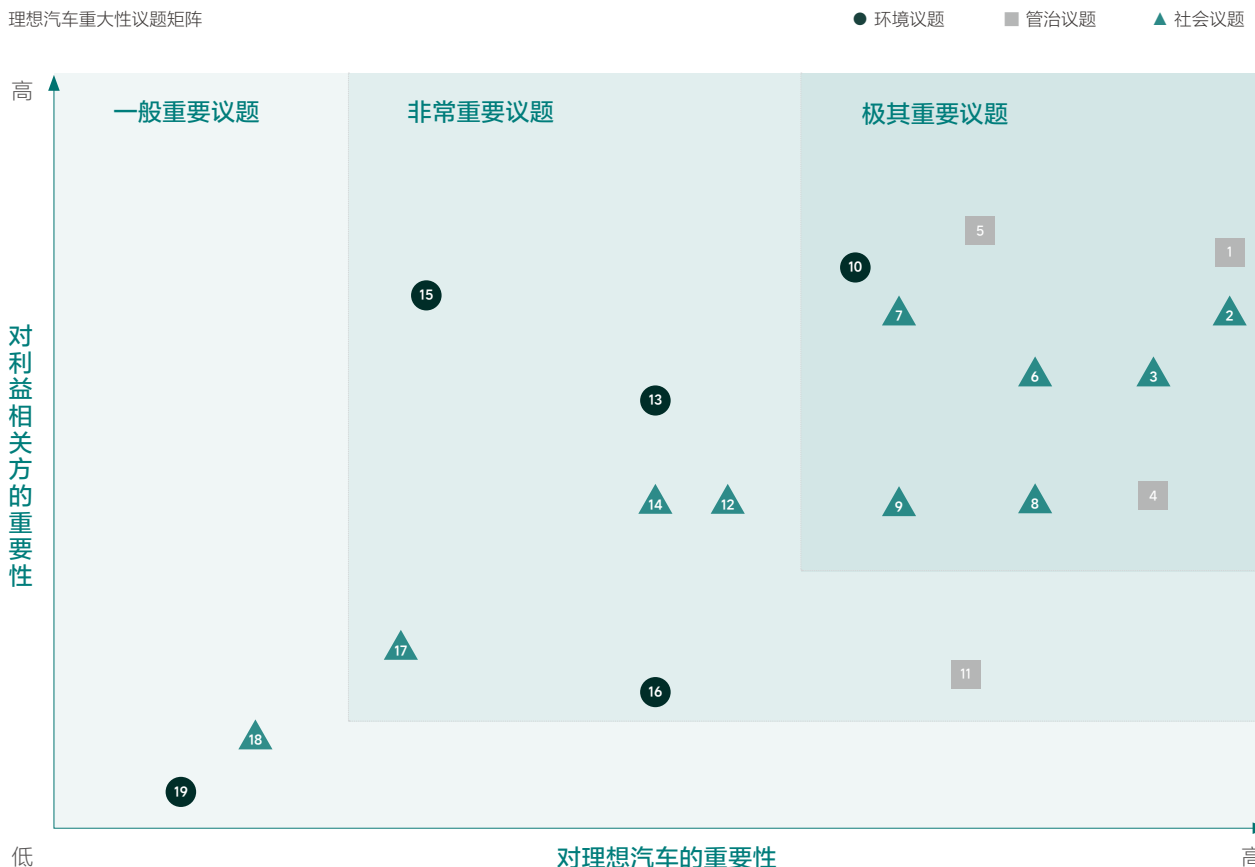 理想汽车重大性议题矩阵
环境议题
管治议题
社会议题
高
一般重要议题
非常重要议题
极其重要议题
5
1
10
15
7
2
6
3
13
14
12
9
8
4
17
11
16
18
19
对利益相关方的重要性
低
对理想汽车的重要性
高